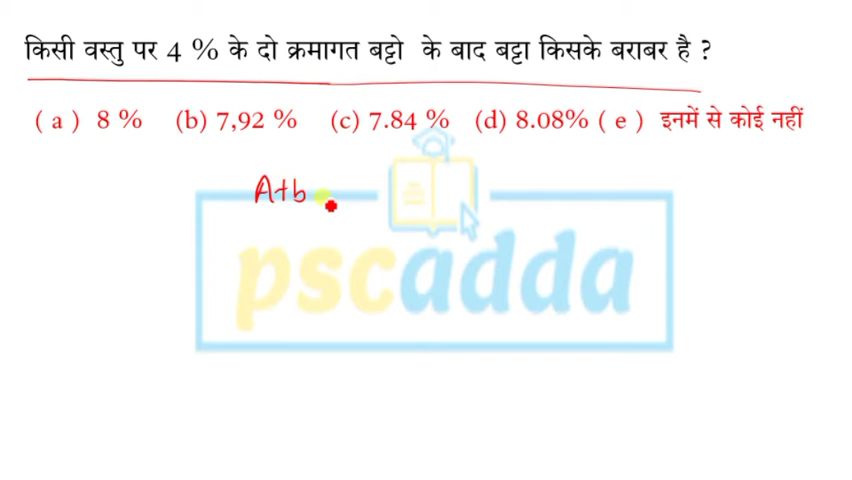 किसी वस्तु पर 4 % के दो क्रमागत बट्टो के बाद बट्टा किसके बराबर है ?
( a ) 8 % (b) 7,92 % (c) 7.84 % (d) 8.08% ( e ) इनमें से कोई नहीं
A+b
pscadda